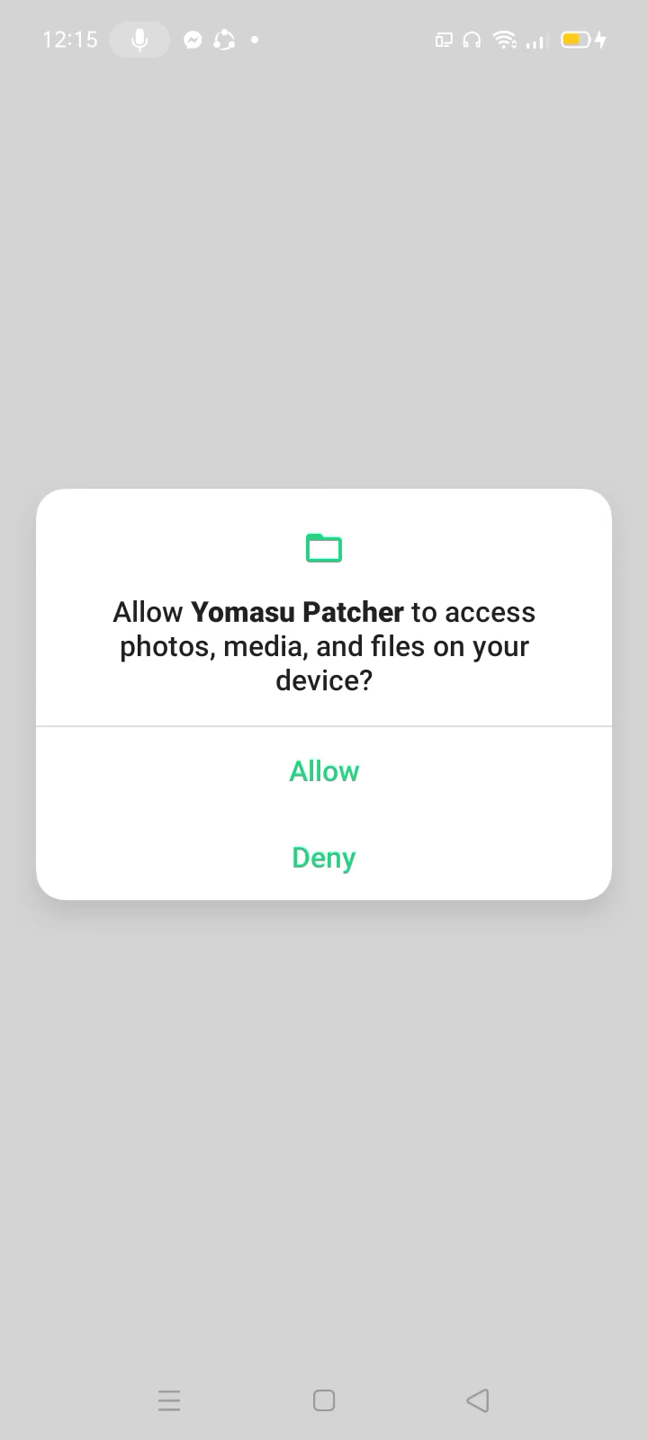 12:15
Allow Yomasu Patcher to access
photos, media, and files on your
device?
Allow
Deny